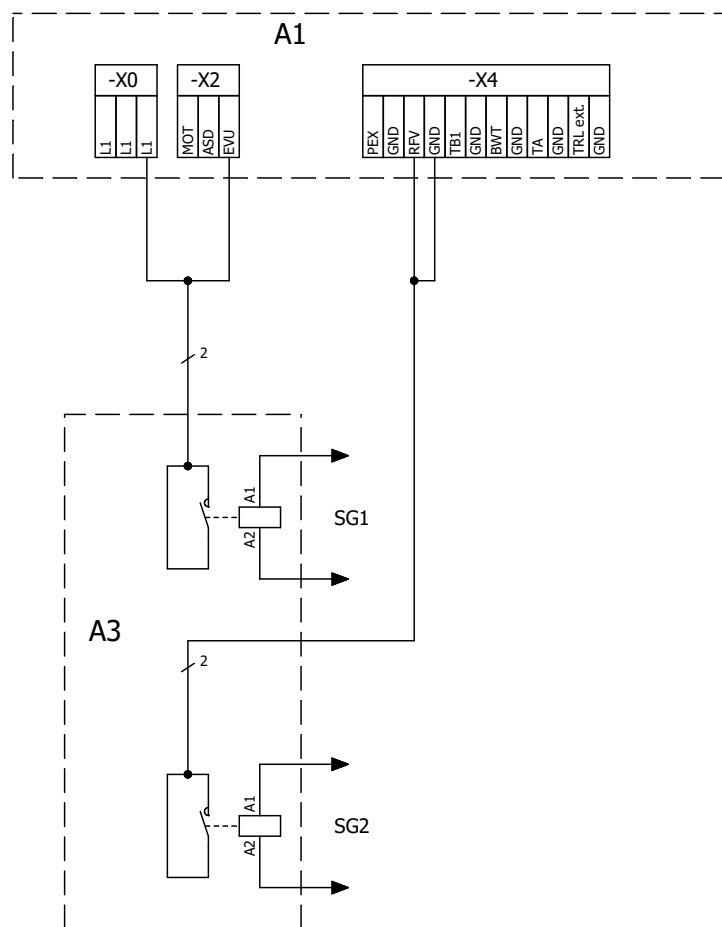 A1
-X0
-X2
-X4
L1
L1
L1
MOT
ASD
EVU
PEX
GND
RFV
GND
TB1
GND
BWT
GND
TA
GND
TRL ext.
GND
2
A1
A2
SG1
A3
2
A1
A2
SG2